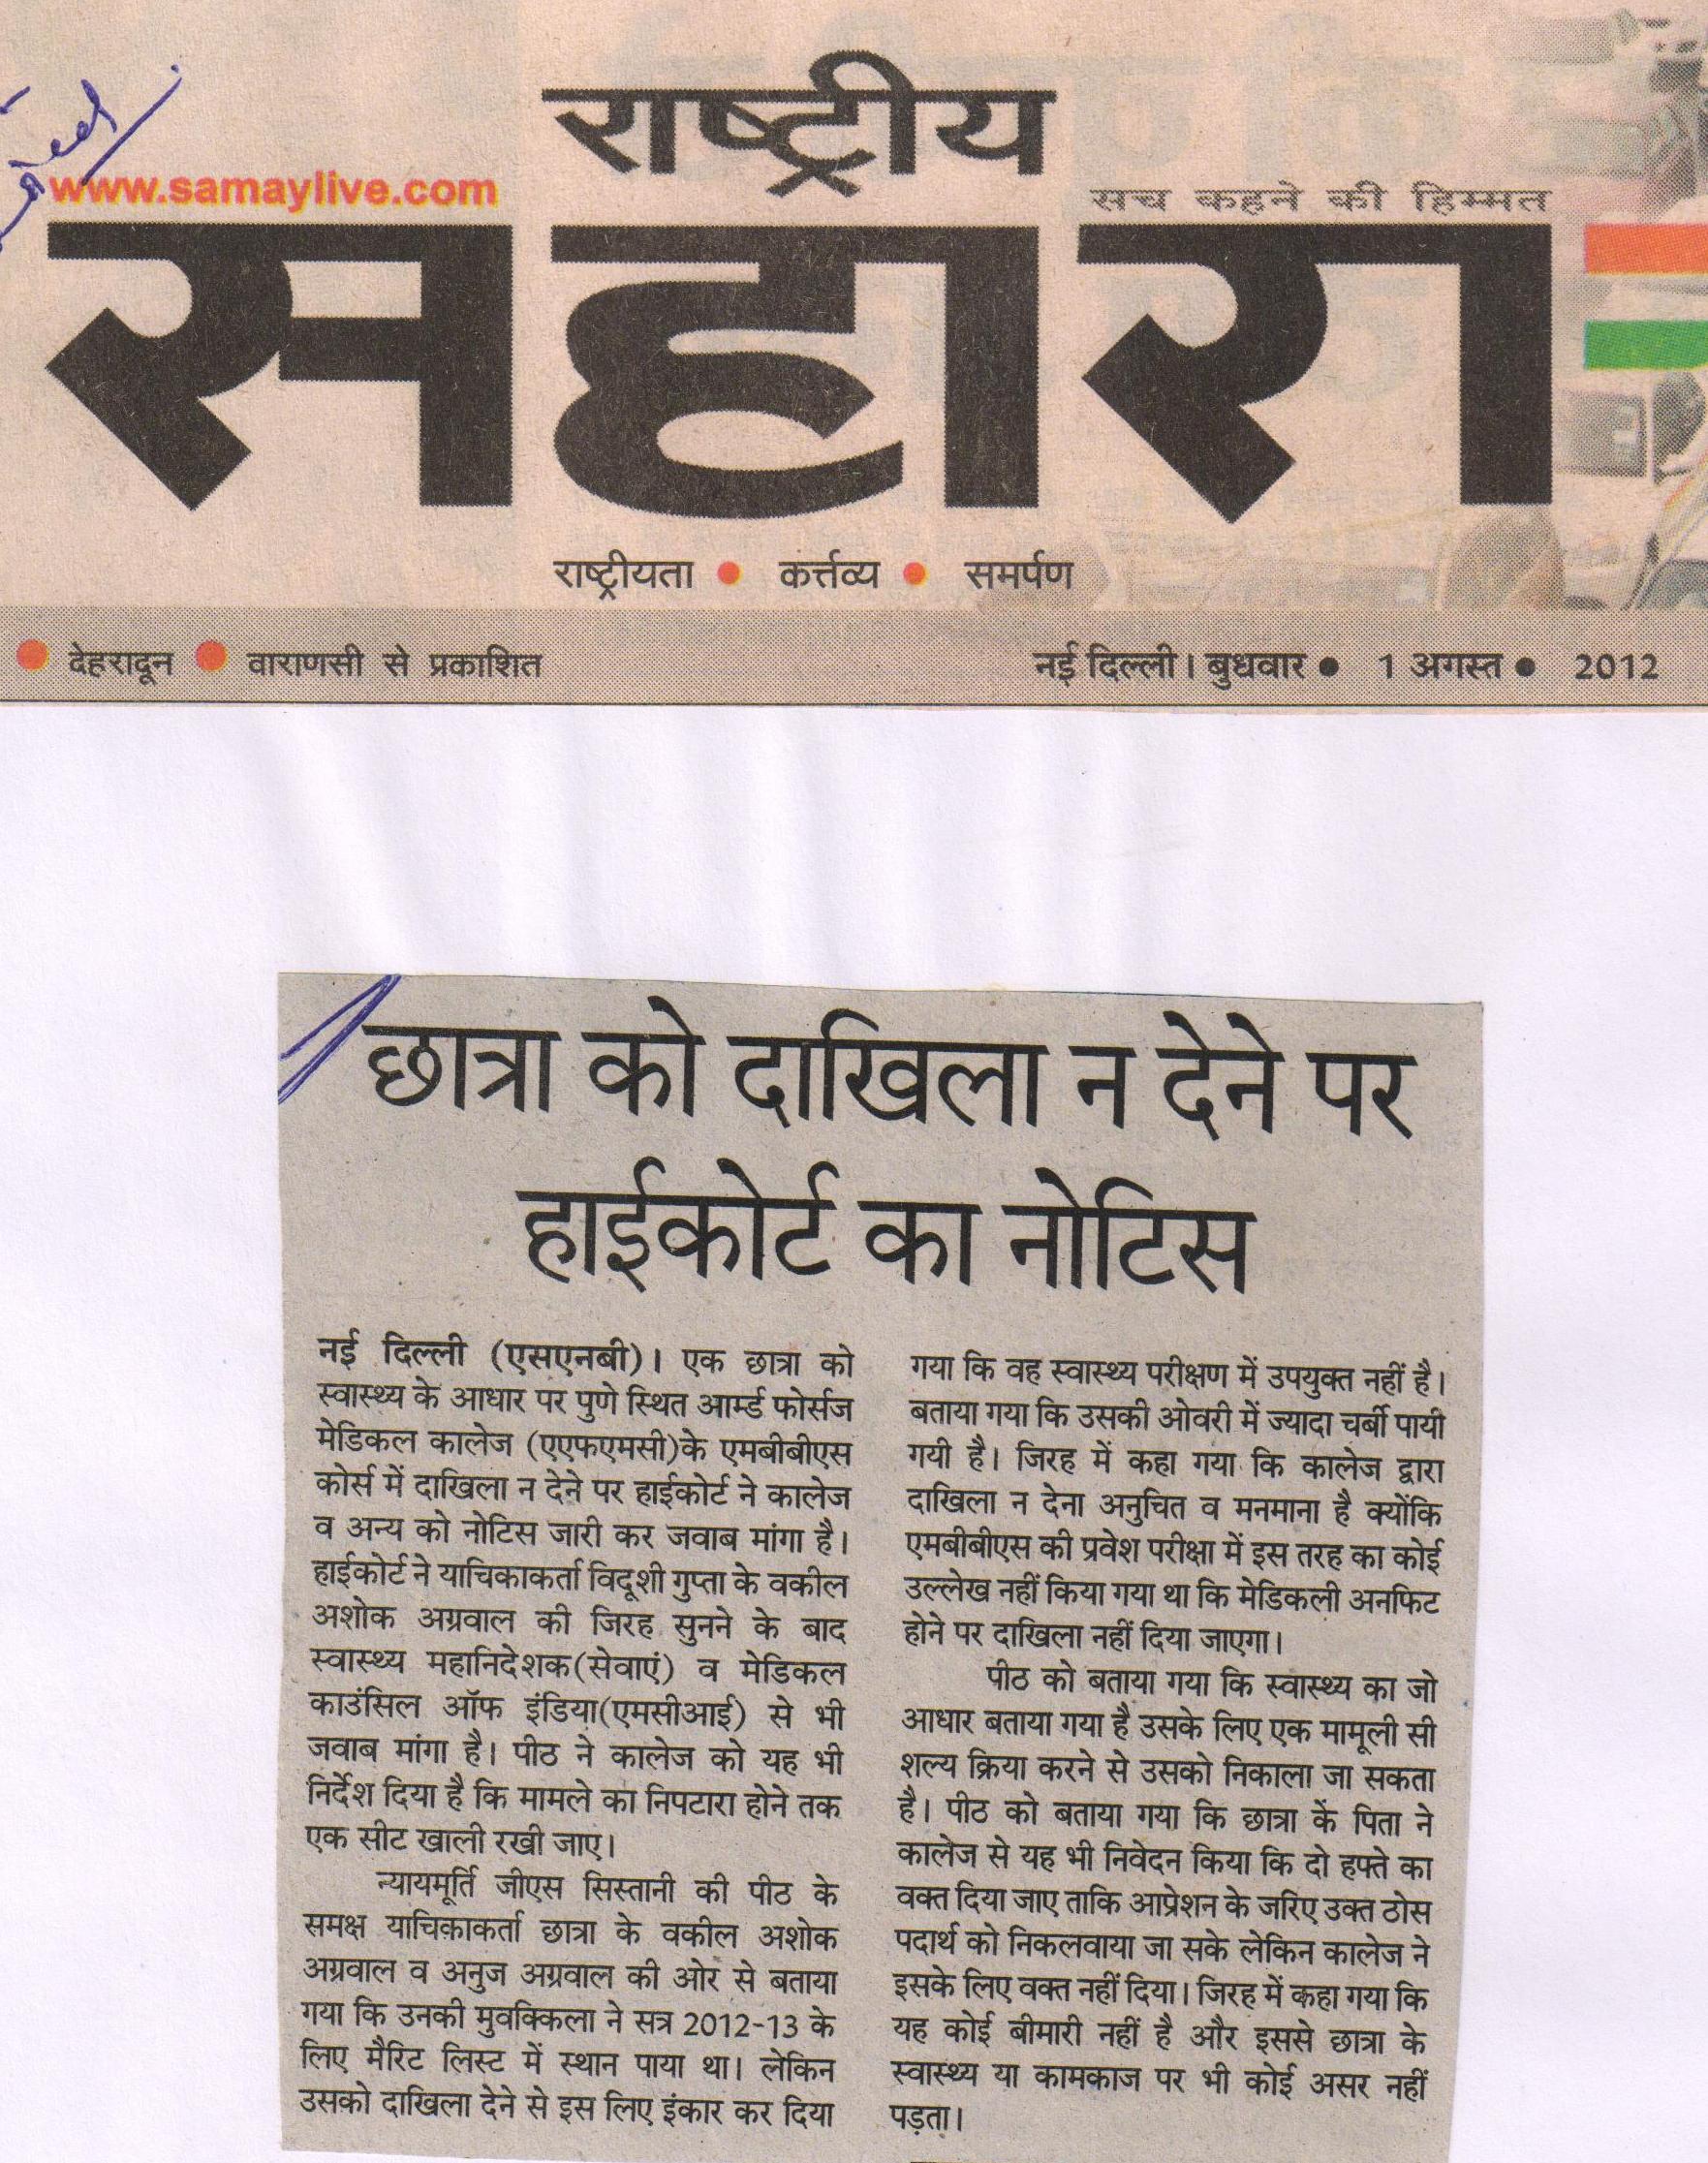 राष्ट्रीय
www.samaylive.com
सच कहने की हिम्मत
सहारा
राष्ट्रीयता • कर्त्तव्य • समर्पण
• देहरादून • वाराणसी से प्रकाशित
नई दिल्ली। बुधवार • 1 अगस्त • 2012
छात्रा को दाखिला न देने पर
हाईकोर्ट का नोटिस
नई दिल्ली (एसएनबी)। एक छात्रा को
स्वास्थ्य के आधार पर पुणे स्थित आर्म्ड फोर्सज
मेडिकल कालेज (एएफएमसी)के एमबीबीएस
कोर्स में दाखिला न देने पर हाईकोर्ट ने कालेज
व अन्य को नोटिस जारी कर जवाब मांगा है।
हाईकोर्ट ने याचिकाकर्ता विदूशी गुप्ता के वकील
अशोक अग्रवाल की जिरह सुनने के बाद
स्वास्थ्य महानिदेशक(सेवाएं) व मेडिकल
काउंसिल ऑफ इंडिया(एमसीआई) से भी
जवाब मांगा है। पीठ ने कालेज को यह भी
निर्देश दिया है कि मामले का निपटारा होने तक
एक सीट खाली रखी जाए।
न्यायमूर्ति जीएस सिस्तानी की पीठ के
समक्ष याचिकाकर्ता छात्रा के वकील अशोक
अग्रवाल व अनुज अग्रवाल की ओर से बताया
गया कि उनकी मुवक्किला ने सत्र 2012-13 के
लिए मैरिट लिस्ट में स्थान पाया था। लेकिन
उसको दाखिला देने से इस लिए इंकार कर दिया
गया कि वह स्वास्थ्य परीक्षण में उपयुक्त नहीं है।
बताया गया कि उसकी ओवरी में ज्यादा चर्बी पायी
गयी है। जिरह में कहा गया कि कालेज द्वारा
दाखिला न देना अनुचित व मनमाना है क्योंकि
एमबीबीएस की प्रवेश परीक्षा में इस तरह का कोई
उल्लेख नहीं किया गया था कि मेडिकली अनफिट
होने पर दाखिला नहीं दिया जाएगा।
पीठ को बताया गया कि स्वास्थ्य का जो
आधार बताया गया है उसके लिए एक मामूली सी
शल्य क्रिया करने से उसको निकाला जा सकता
है। पीठ को बताया गया कि छात्रा के पिता ने
कालेज से यह भी निवेदन किया कि दो हफ्ते का
वक्त दिया जाए ताकि आप्रेशन के जरिए उक्त ठोस
पदार्थ को निकलवाया जा सके लेकिन कालेज ने
इसके लिए वक्त नहीं दिया। जिरह में कहा गया कि
यह कोई बीमारी नहीं है और इससे छात्रा के
स्वास्थ्य या कामकाज पर भी कोई असर नहीं
पड़ता।